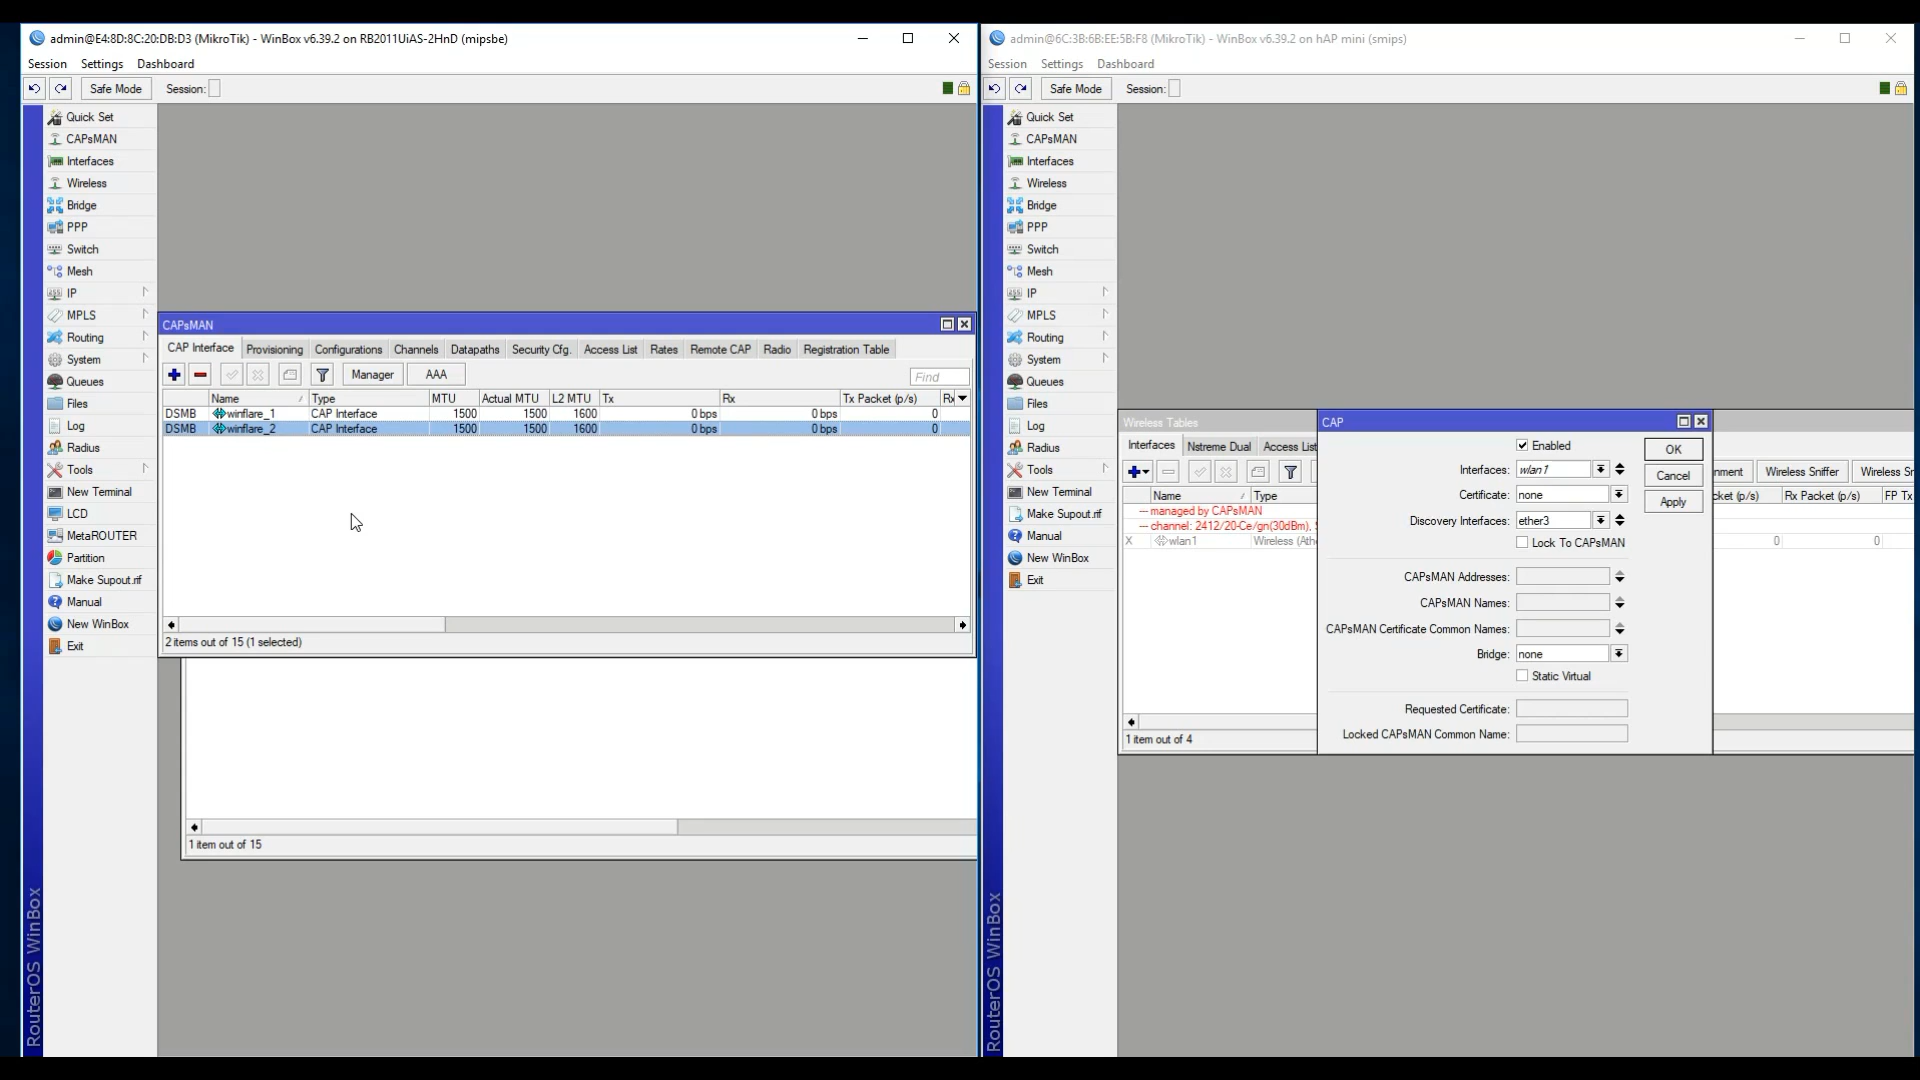 admin@E4:8D:8C:20:DB:D3 (MikroTik) - WinBox v6.39.2 on RB2011UiAS-2HnD (mipsbe)
Session Settings Dashboard
Safe Mode Session:
Quick Set
CAPsMAN
Interfaces
Wireless
Bridge
PPP
Switch
Mesh
IP
MPLS
Routing
System
Queues
Files
Log
Radius
Tools
New Terminal
LCD
MetaROUTER
Partition
Make Supout.rif
Manual
New WinBox
Exit
RouterOS WinBox
CAPsMAN
CAP Interface Provisioning Configurations Channels Datapaths Security Cfg. Access List Rates Remote CAP Radio Registration Table
Manager AAA Find
Name Type MTU Actual MTU L2 MTU Tx Rx Tx Packet (p/s) Rx
DSMB winflare_1 CAP Interface 1500 1500 1600 0 bps 0 bps 0
DSMB winflare_2 CAP Interface 1500 1500 1600 0 bps 0 bps 0
2 items out of 15 (1 selected)
1 item out of 15
admin@6C:3B:6B:EE:5B:F8 (MikroTik) - WinBox v6.39.2 on hAP mini (smips)
Session Settings Dashboard
Safe Mode Session:
Quick Set
CAPsMAN
Interfaces
Wireless
Bridge
PPP
Switch
Mesh
IP
MPLS
Routing
System
Queues
Files
Log
Radius
Tools
New Terminal
Make Supout.rif
Manual
New WinBox
Exit
RouterOS WinBox
Wireless Tables
Interfaces Nstreme Dual Access List
nment Wireless Sniffer Wireless Sn
Name Type cket (p/s) Rx Packet (p/s) FP Tx
--- managed by CAPsMAN
--- channel: 2412/20-Ce/gn(30dBm),
X wlan1 Wireless (Ath 0 0
1 item out of 4
CAP
Enabled
Interfaces: wlan1
Certificate: none
Discovery Interfaces: ether3
Lock To CAPsMAN
CAPsMAN Addresses:
CAPsMAN Names:
CAPsMAN Certificate Common Names:
Bridge: none
Static Virtual
Requested Certificate:
Locked CAPsMAN Common Name:
OK
Cancel
Apply